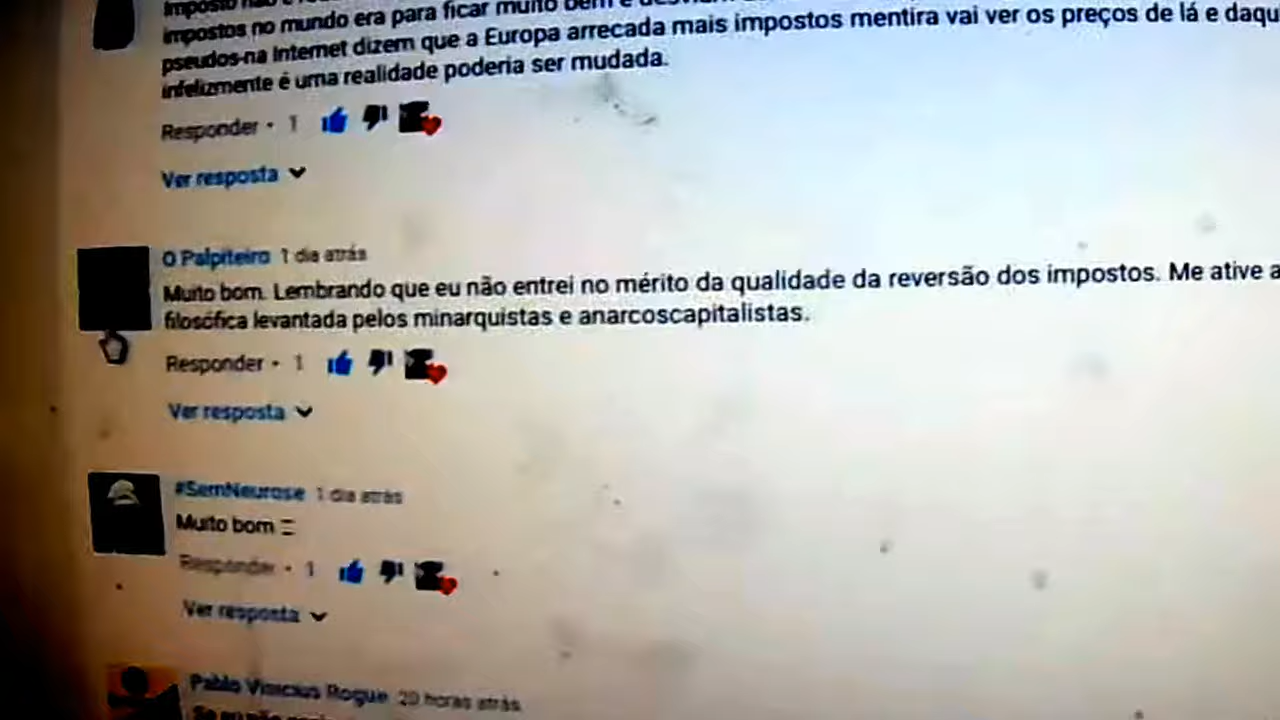 impostos no mundo era para ficar muito bem e
pseudos-na Internet dizem que a Europa arrecada mais impostos mentira vai ver os preços de lá e daqui
infelizmente é uma realidade poderia ser mudada.
Responder • 1
Ver resposta
O Palpiteiro 1 dia atrás
Muito bom. Lembrando que eu não entrei no mérito da qualidade da reversão dos impostos. Me ative a
filosófica levantada pelos minarquistas e anarcoscapitalistas.
Responder • 1
Ver resposta
#SemNeurose 1 dia atrás
Muito bom =
Responder • 1
Ver resposta
Pablo Vinicius Rogue 20 horas atrás